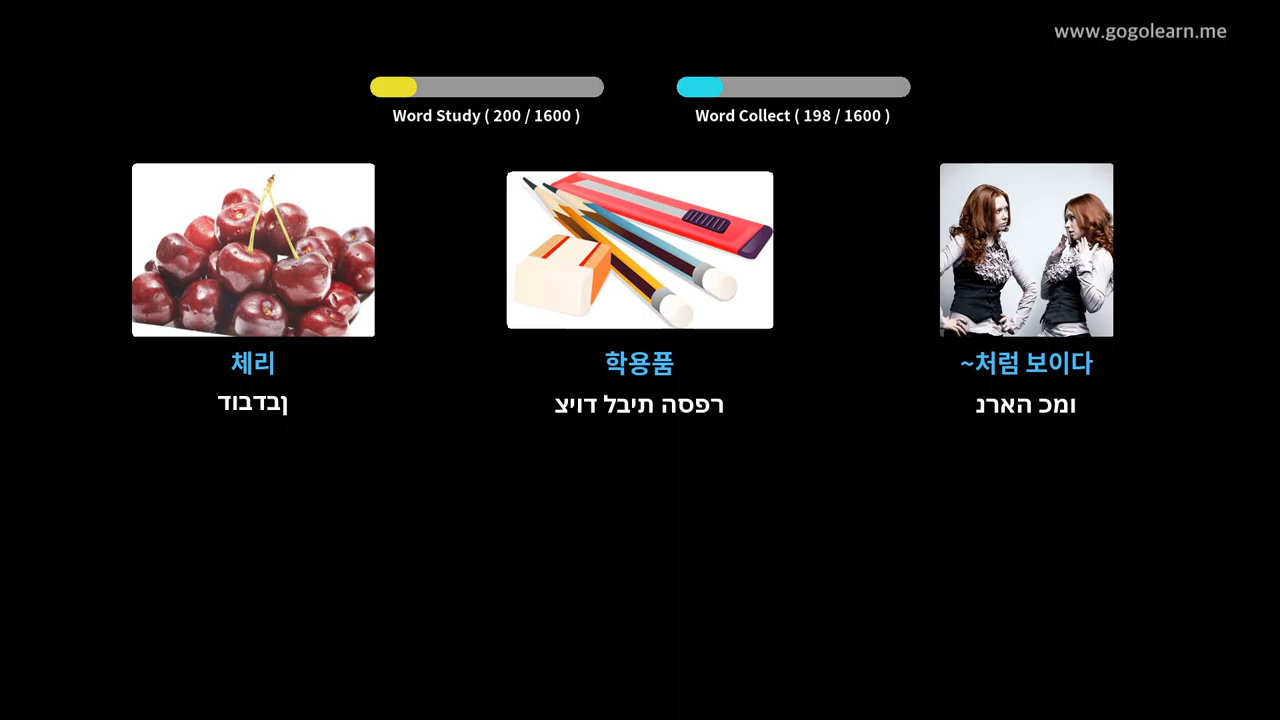 www.gogolearn.me
Word Study ( 200 / 1600 )
Word Collect ( 198 / 1600 )
체리
דובדבן
학용품
ציוד לבית הספר
~처럼 보이다
נראה כמו